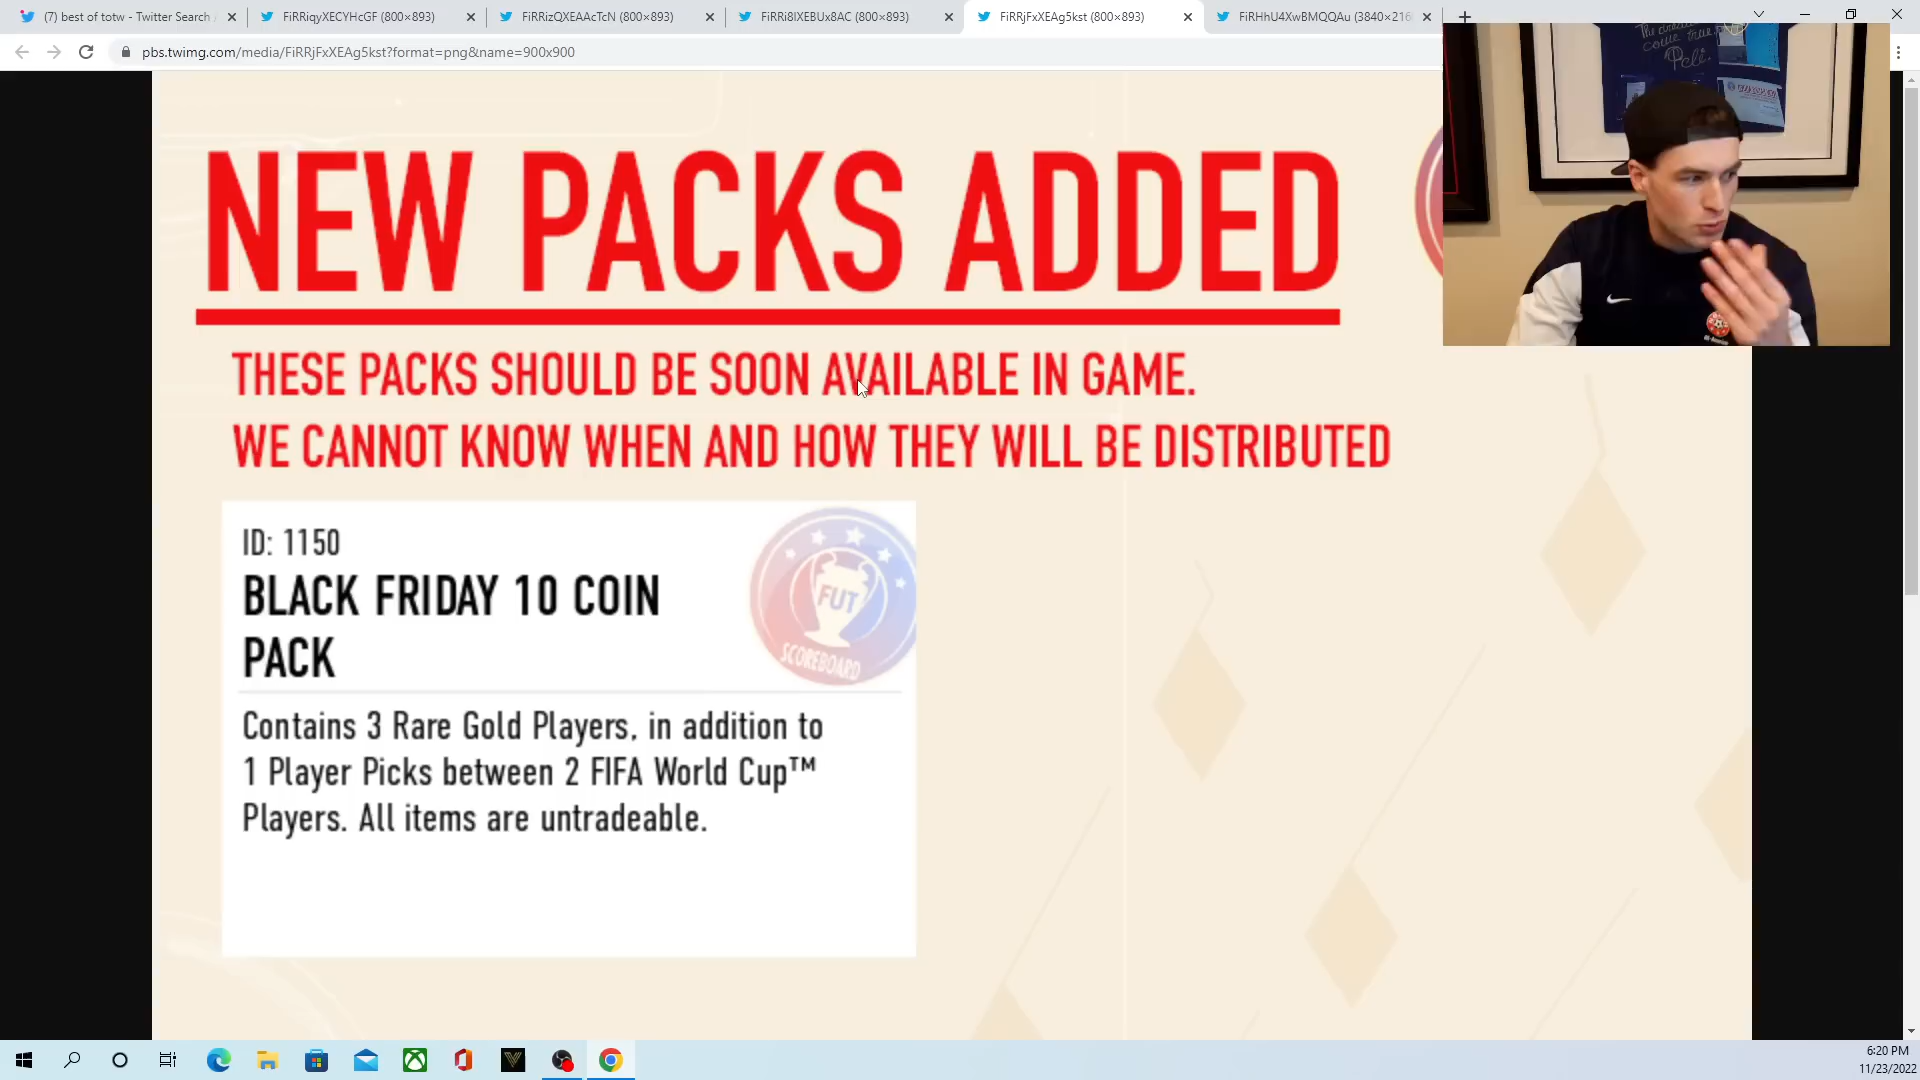 (7) best of totw - Twitter Search
FiRRiqyXECYHcGF (800×893)
FiRRizQXEAAcTcN (800×893)
FiRRi8IXEBUx8AC (800×893)
FiRRjFxXEAg5kst (800×893)
FiRHhU4XwBMQQAu (3840×216
pbs.twimg.com/media/FiRRjFxXEAg5kst?format=png&name=900x900
come true.
Pelé.
NEW PACKS ADDED
THESE PACKS SHOULD BE SOON AVAILABLE IN GAME.
WE CANNOT KNOW WHEN AND HOW THEY WILL BE DISTRIBUTED
ID: 1150
BLACK FRIDAY 10 COIN
PACK
FUT
SCOREBOARD
Contains 3 Rare Gold Players, in addition to
1 Player Picks between 2 FIFA World Cup™
Players. All items are untradeable.
6:20 PM
11/23/2022